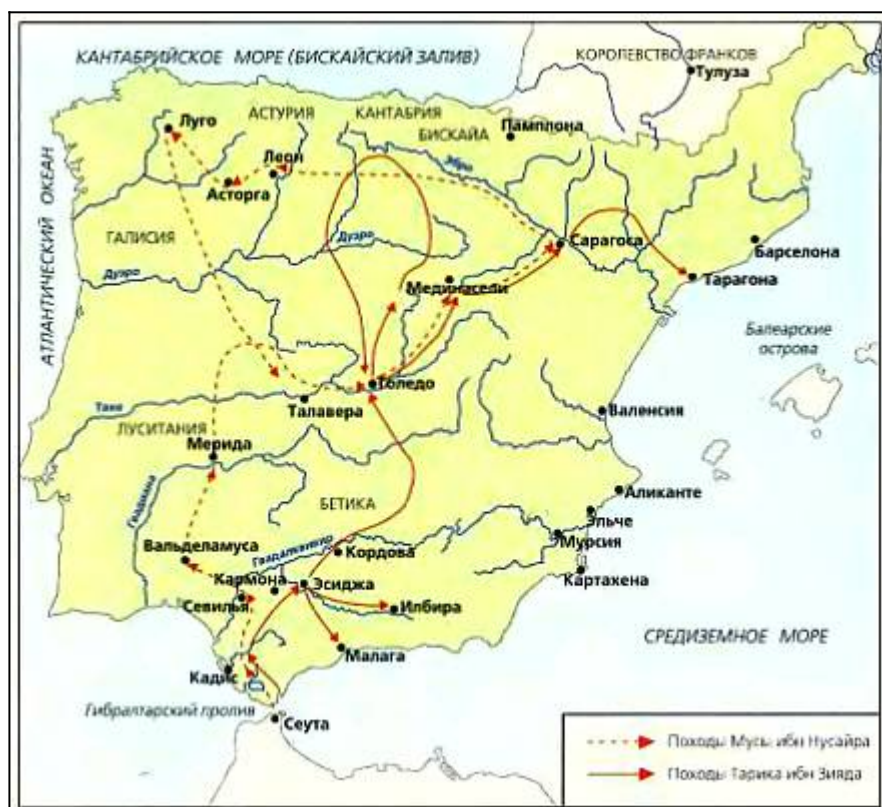 КАНТАБРИЙСКОЕ МОРЕ (БИСКАЙСКИЙ ЗАЛИВ)
КОРОЛЕВСТВО ФРАНКОВ
Тулуза
АСТУРИЯ
КАНТАБРИЯ
БИСКАЙА
Памплона
Луго
Леон
Асторга
Эбро
АТЛАНТИЧЕСКИЙ ОКЕАН
ГАЛИСИЯ
Дуэро
Дуэро
Сарагоса
Барселона
Мединасели
Тарагона
Балеарские
острова
Толедо
Талавера
Тахо
Валенсия
ЛУСИТАНИЯ
Мерида
Гвадиана
БЕТИКА
Аликанте
Эльче
Мурсия
Картахена
Вальделамуса
Гвадалквивир
Кордова
Кармона
Эсиджа
Севилья
Илбира
Малага
Кадис
СРЕДИЗЕМНОЕ МОРЕ
Гибралтарский пролив
Сеута
Походы Мусы ибн Нусайра
Походы Тарика ибн Зияда